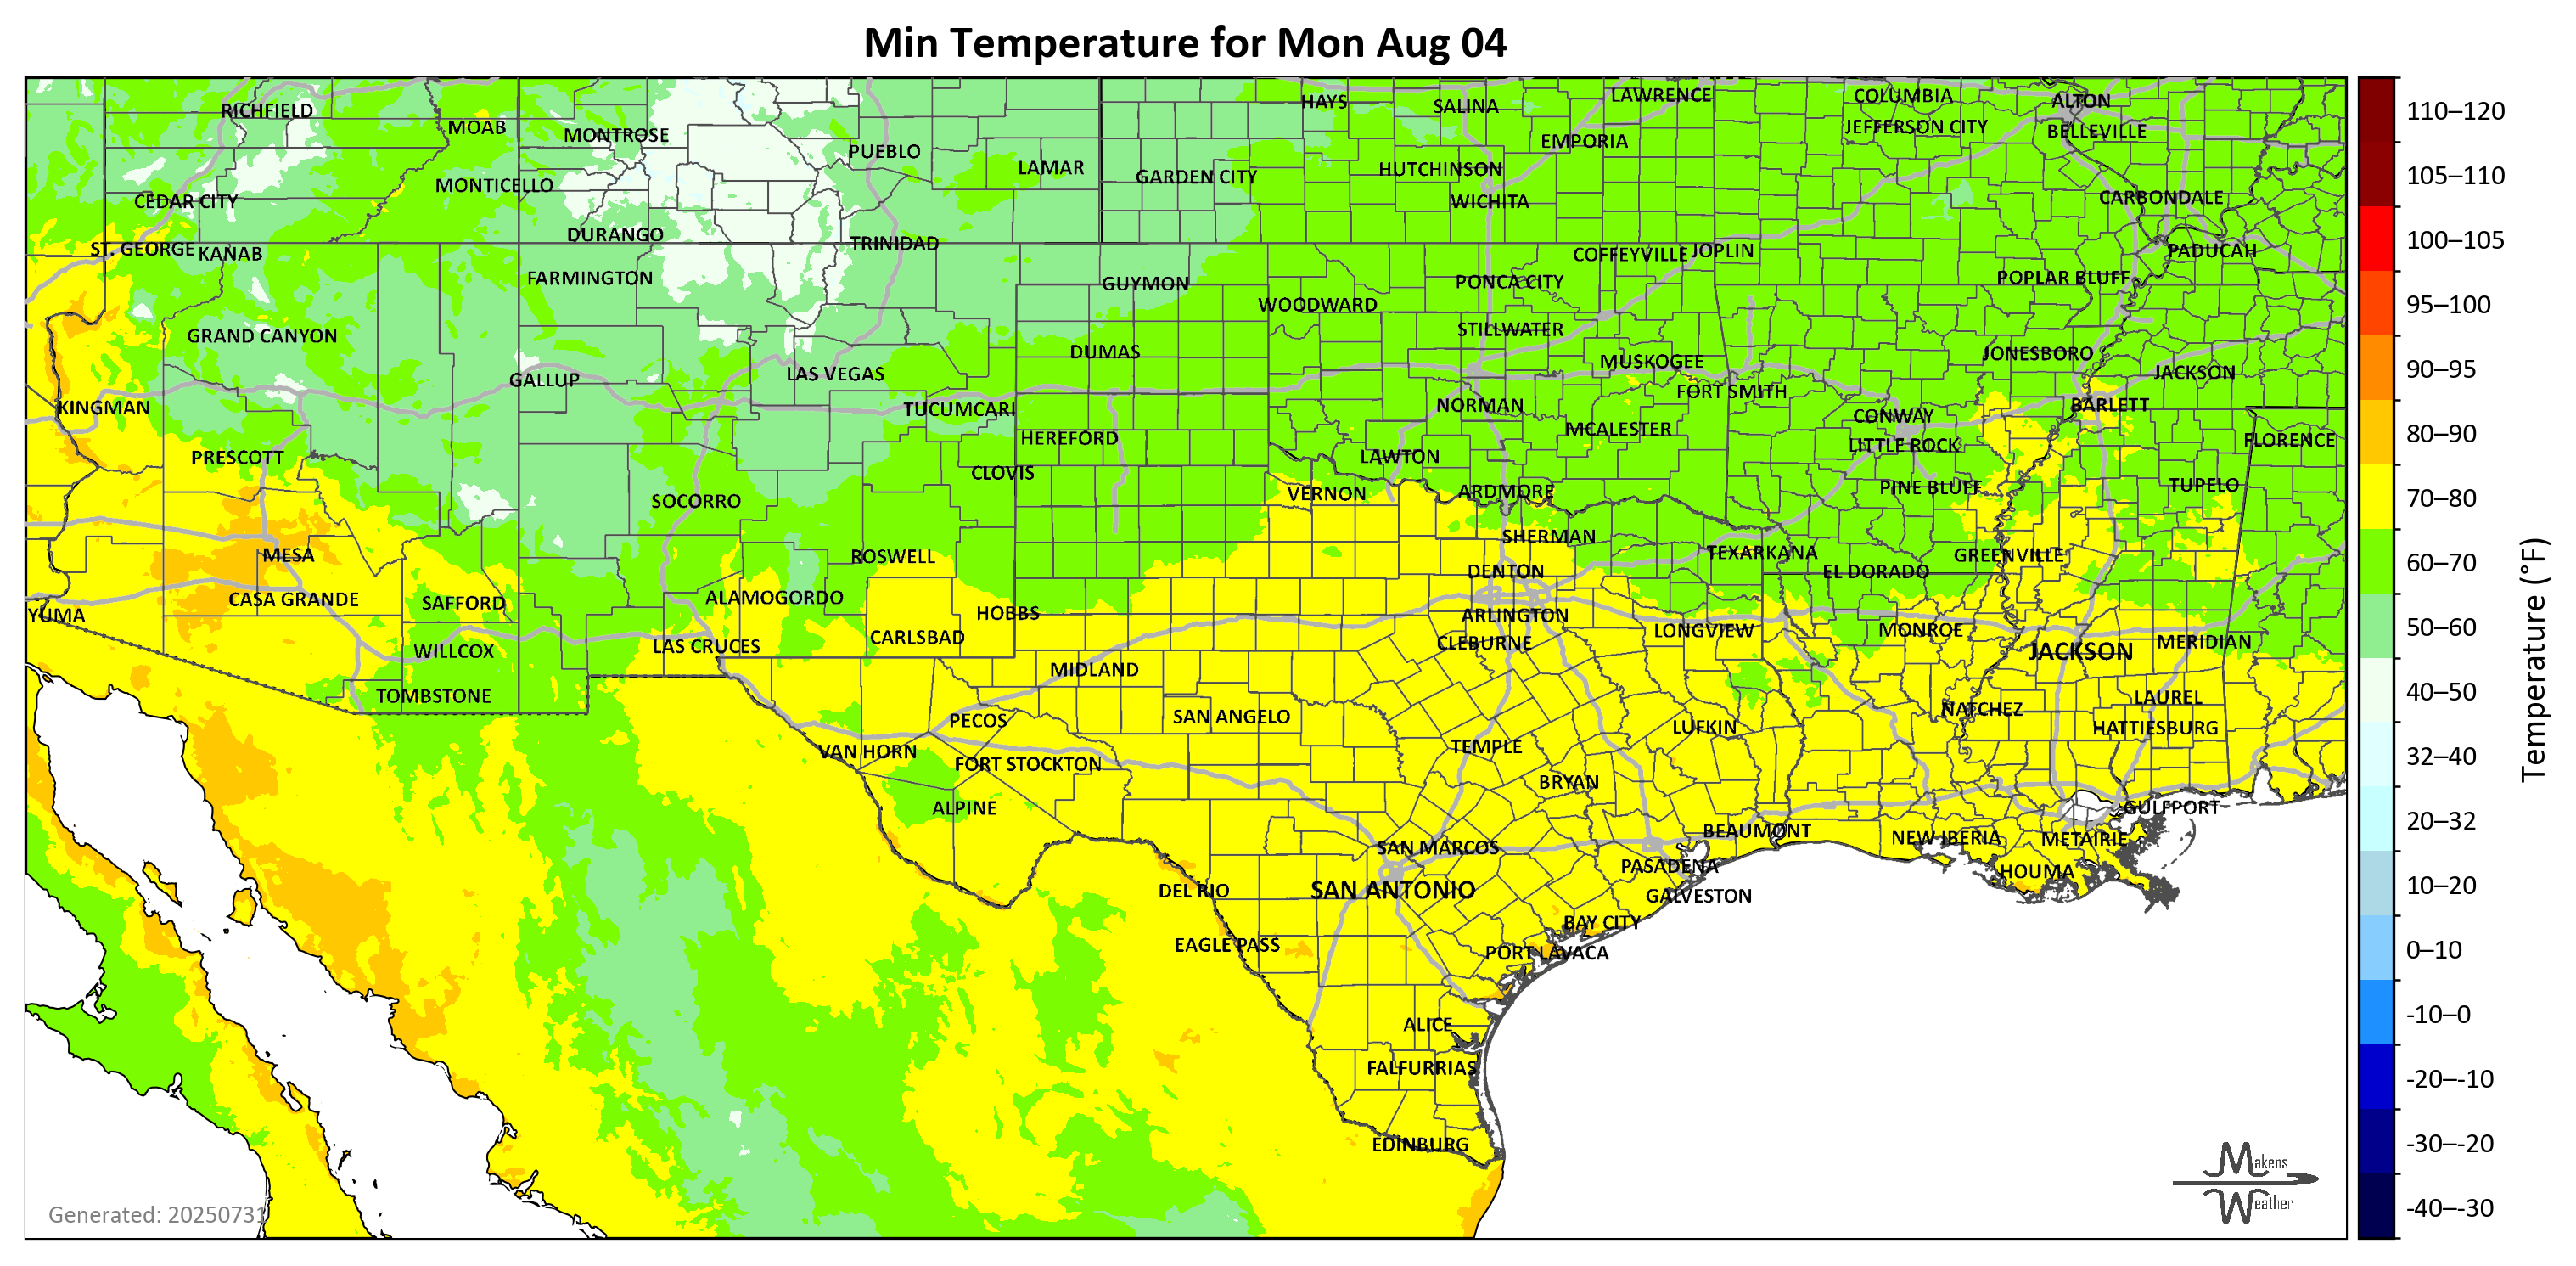 Min Temperature for Mon Aug 04
HAYS
SALINA
LAWRENCE
COLUMBIA
ALTON
RICHFIELD
MOAB
MONTROSE
PUEBLO
EMPORIA
JEFFERSON CITY
BELLEVILLE
LAMAR
GARDEN CITY
HUTCHINSON
MONTICELLO
CEDAR CITY
WICHITA
CARBONDALE
DURANGO
TRINIDAD
ST. GEORGE
KANAB
COFFEYVILLE
JOPLIN
PADUCAH
FARMINGTON
GUYMON
PONCA CITY
POPLAR BLUFF
WOODWARD
GRAND CANYON
STILLWATER
DUMAS
MUSKOGEE
JONESBORO
GALLUP
LAS VEGAS
FORT SMITH
JACKSON
KINGMAN
TUCUMCARI
NORMAN
CONWAY
BARLETT
HEREFORD
MCALESTER
LITTLE ROCK
FLORENCE
PRESCOTT
CLOVIS
LAWTON
SOCORRO
VERNON
ARDMORE
PINE BLUFF
TUPELO
MESA
ROSWELL
SHERMAN
TEXARKANA
GREENVILLE
DENTON
EL DORADO
YUMA
CASA GRANDE
SAFFORD
ALAMOGORDO
HOBBS
ARLINGTON
WILLCOX
LAS CRUCES
CARLSBAD
CLEBURNE
LONGVIEW
MONROE
JACKSON
MERIDIAN
MIDLAND
TOMBSTONE
PECOS
SAN ANGELO
NATCHEZ
LAUREL
VAN HORN
FORT STOCKTON
TEMPLE
LUFKIN
HATTIESBURG
ALPINE
BRYAN
GULFPORT
SAN MARCOS
BEAUMONT
NEW IBERIA
METAIRIE
DEL RIO
SAN ANTONIO
PASADENA
HOUMA
GALVESTON
EAGLE PASS
BAY CITY
PORT LAVACA
ALICE
FALFURRIAS
EDINBURG
Generated: 20250731
Makens
Weather
110–120
105–110
100–105
95–100
90–95
80–90
70–80
60–70
50–60
40–50
32–40
20–32
10–20
0–10
-10–0
-20–-10
-30–-20
-40–-30
Temperature (°F)